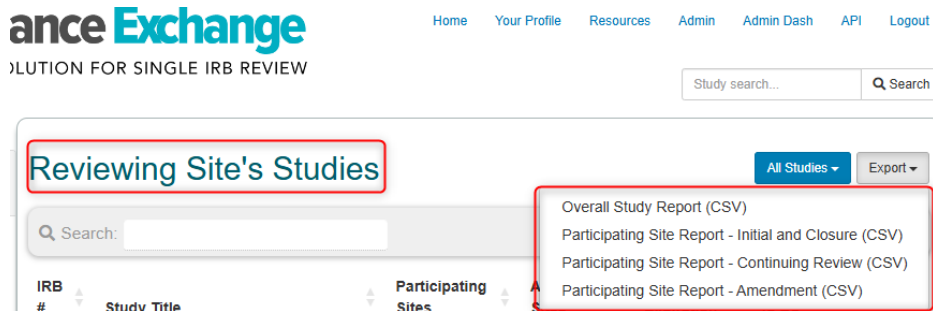 ance Exchange
Home Your Profile Resources Admin Admin Dash API Logout
OLUTION FOR SINGLE IRB REVIEW
Study search... Search
Reviewing Site's Studies
All Studies Export
Overall Study Report (CSV)
Participating Site Report - Initial and Closure (CSV)
Participating Site Report - Continuing Review (CSV)
Participating Site Report - Amendment (CSV)
Search:
IRB
#
Study Title
Participating
Sites